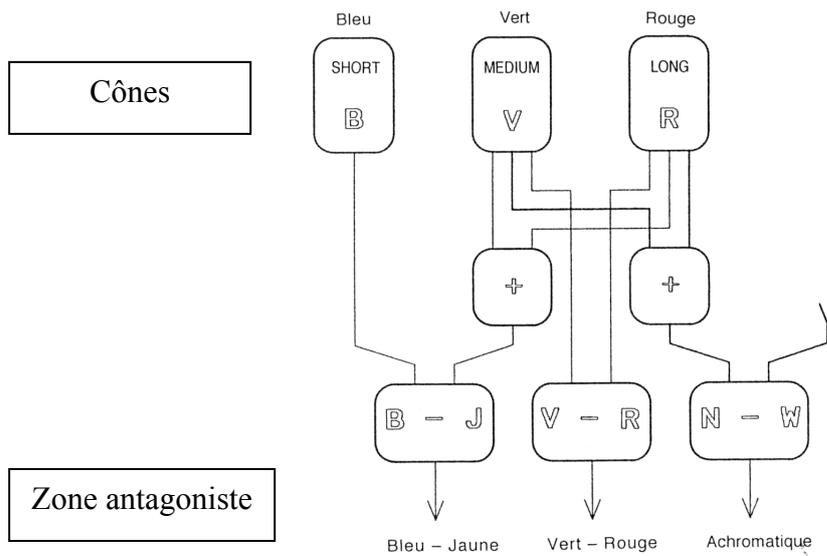 Bleu Vert Rouge
Cônes
SHORT MEDIUM LONG
B V R
+ +
B – J V – R N – W
Zone antagoniste
Bleu – Jaune Vert – Rouge Achromatique